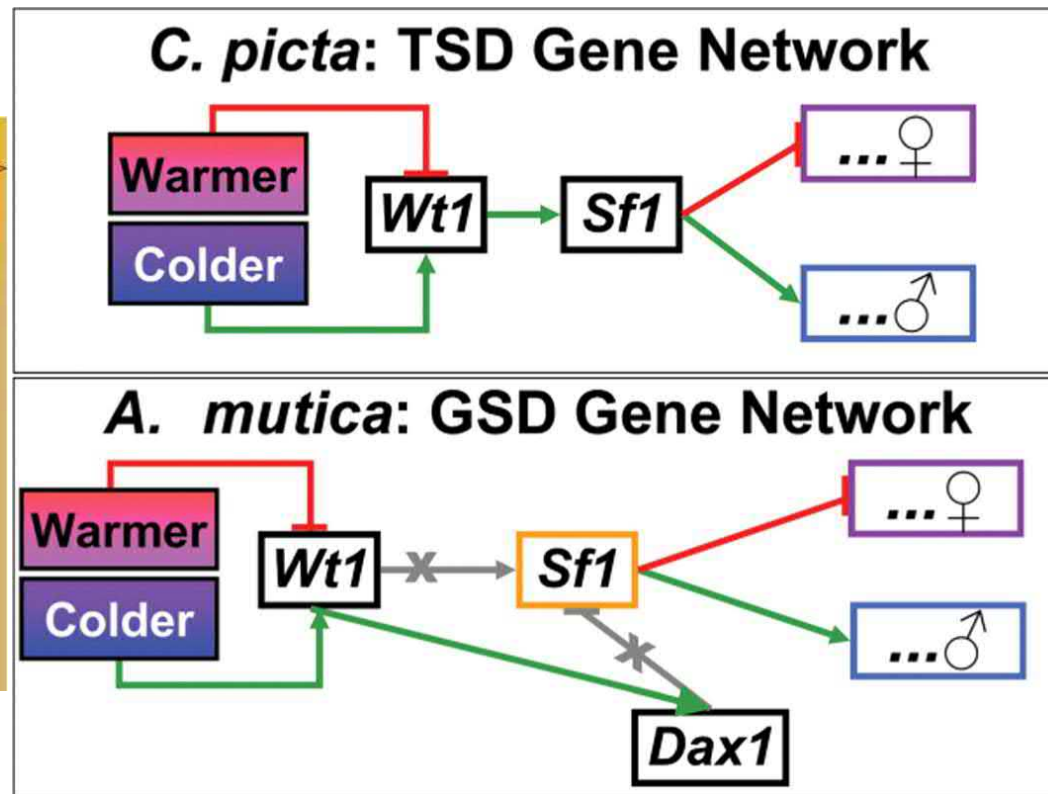 C. picta: TSD Gene Network
Warmer
Colder
Wt1
Sf1
...♀
...♂
A. mutica: GSD Gene Network
Warmer
Colder
Wt1
x
Sf1
x
Dax1
...♀
...♂